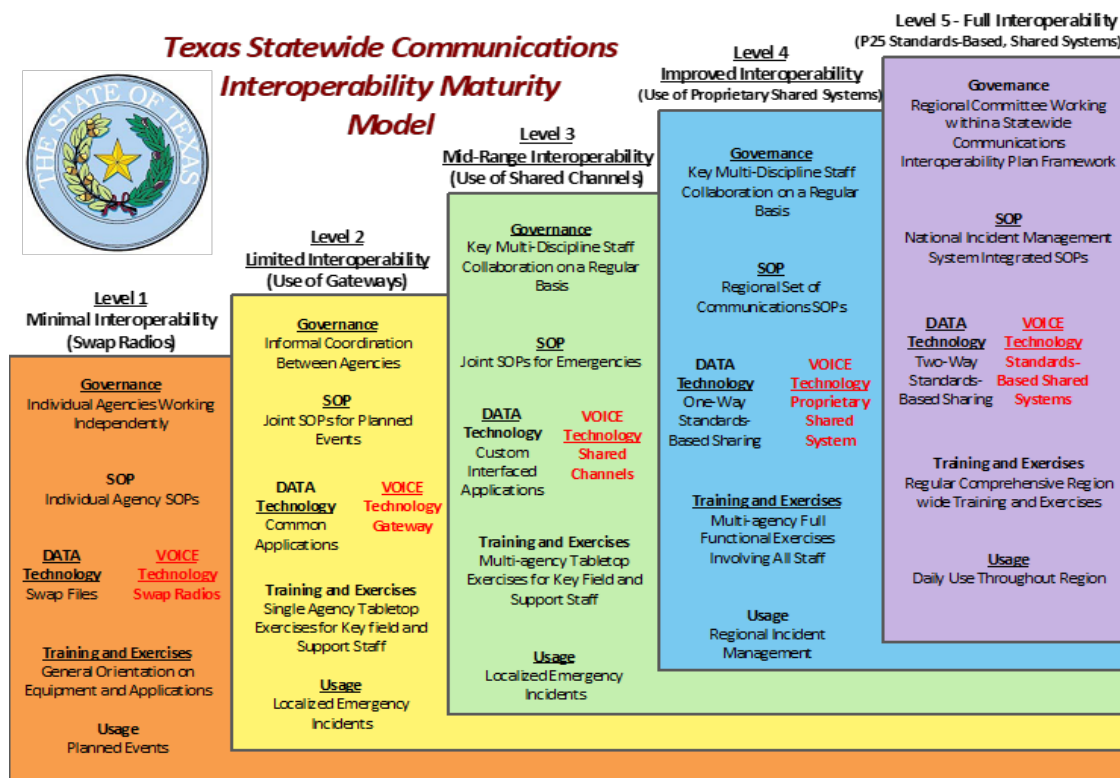 Texas Statewide Communications
Interoperability Maturity
Model
THE STATE OF TEXAS
Level 1
Minimal Interoperability
(Swap Radios)
Governance
Individual Agencies Working
Independently
SOP
Individual Agency SOPs
DATA
Technology
Swap Files
VOICE
Technology
Swap Radios
Training and Exercises
General Orientation on
Equipment and Applications
Usage
Planned Events
Level 2
Limited Interoperability
(Use of Gateways)
Governance
Informal Coordination
Between Agencies
SOP
Joint SOPs for Planned
Events
DATA
Technology
Common
Applications
VOICE
Technology
Gateway
Training and Exercises
Single Agency Tabletop
Exercises for Key field and
Support Staff
Usage
Localized Emergency
Incidents
Level 3
Mid-Range Interoperability
(Use of Shared Channels)
Governance
Key Multi-Discipline Staff
Collaboration on a Regular
Basis
SOP
Joint SOPs for Emergencies
DATA
Technology
Custom
Interfaced
Applications
VOICE
Technology
Shared
Channels
Training and Exercises
Multi-agency Tabletop
Exercises for Key Field and
Support Staff
Usage
Localized Emergency
Incidents
Level 4
Improved Interoperability
(Use of Proprietary Shared Systems)
Governance
Key Multi-Discipline Staff
Collaboration on a Regular
Basis
SOP
Regional Set of
Communications SOPs
DATA
Technology
One-Way
Standards-
Based Sharing
VOICE
Technology
Proprietary
Shared
System
Training and Exercises
Multi-agency Full
Functional Exercises
Involving All Staff
Usage
Regional Incident
Management
Level 5 - Full Interoperability
(P25 Standards-Based, Shared Systems)
Governance
Regional Committee Working
within a Statewide
Communications
Interoperability Plan Framework
SOP
National Incident Management
System Integrated SOPs
DATA
Technology
Two-Way
Standards-
Based Sharing
VOICE
Technology
Standards-
Based Shared
Systems
Training and Exercises
Regular Comprehensive Region
wide Training and Exercises
Usage
Daily Use Throughout Region